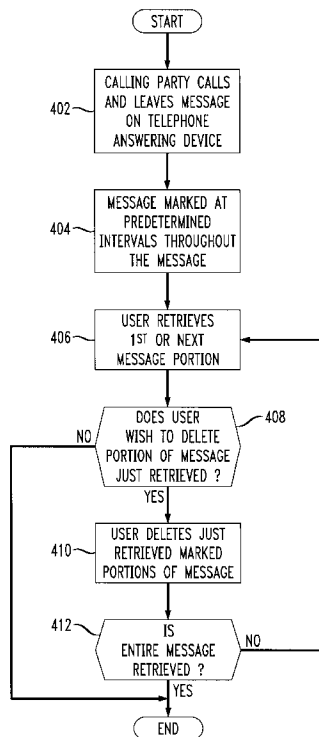 START
402
CALLING PARTY CALLS
AND LEAVES MESSAGE
ON TELEPHONE
ANSWERING DEVICE
404
MESSAGE MARKED AT
PREDETERMINED
INTERVALS THROUGHOUT
THE MESSAGE
406
USER RETRIEVES
1ST OR NEXT
MESSAGE PORTION
408
NO
DOES USER
WISH TO DELETE
PORTION OF MESSAGE
JUST RETRIEVED ?
YES
410
USER DELETES JUST
RETRIEVED MARKED
PORTIONS OF MESSAGE
412
IS
ENTIRE MESSAGE
RETRIEVED ?
NO
YES
END